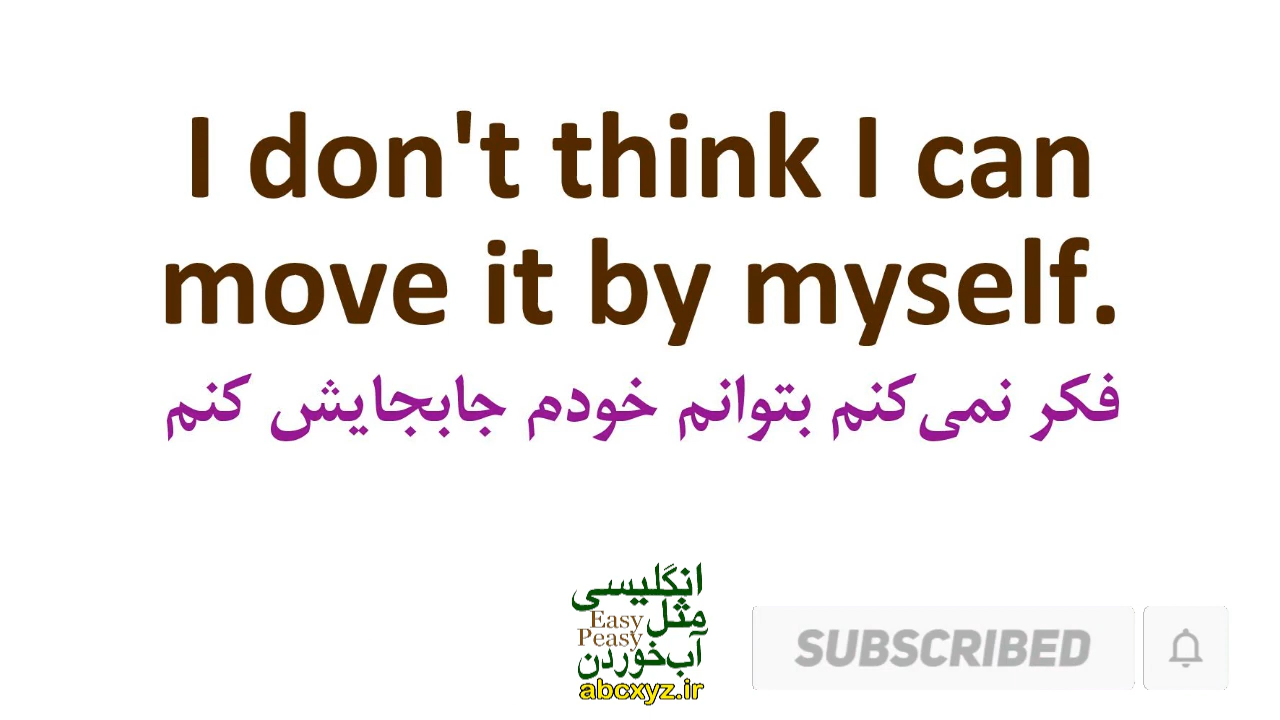 I don't think I can
move it by myself.
فکر نمی‌کنم بتوانم خودم جابجایش کنم
انگلیسی
مثل
Easy
Peasy
آب‌خوردن
abcxyz.ir
SUBSCRIBED